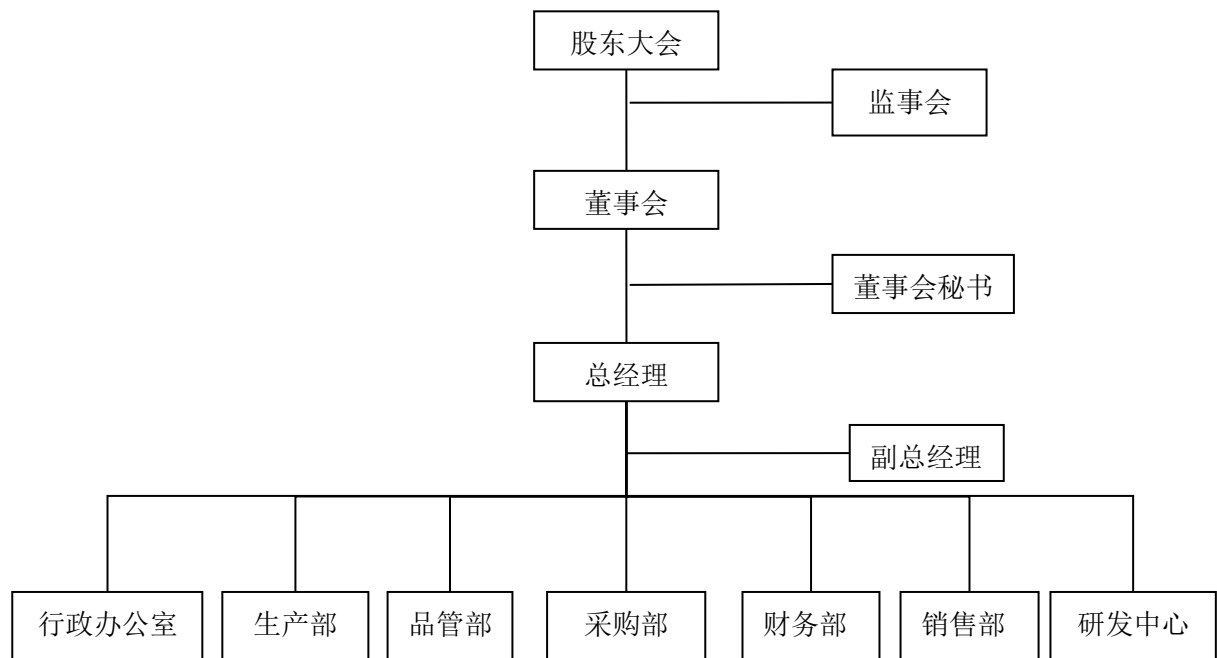 股东大会
监事会
董事会
董事会秘书
总经理
副总经理
行政办公室
生产部
品管部
采购部
财务部
销售部
研发中心